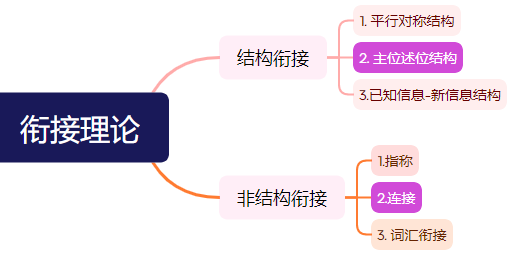 衔接理论
结构衔接
1. 平行对称结构
2. 主位述位结构
3.已知信息-新信息结构
非结构衔接
1.指称
2.连接
3. 词汇衔接